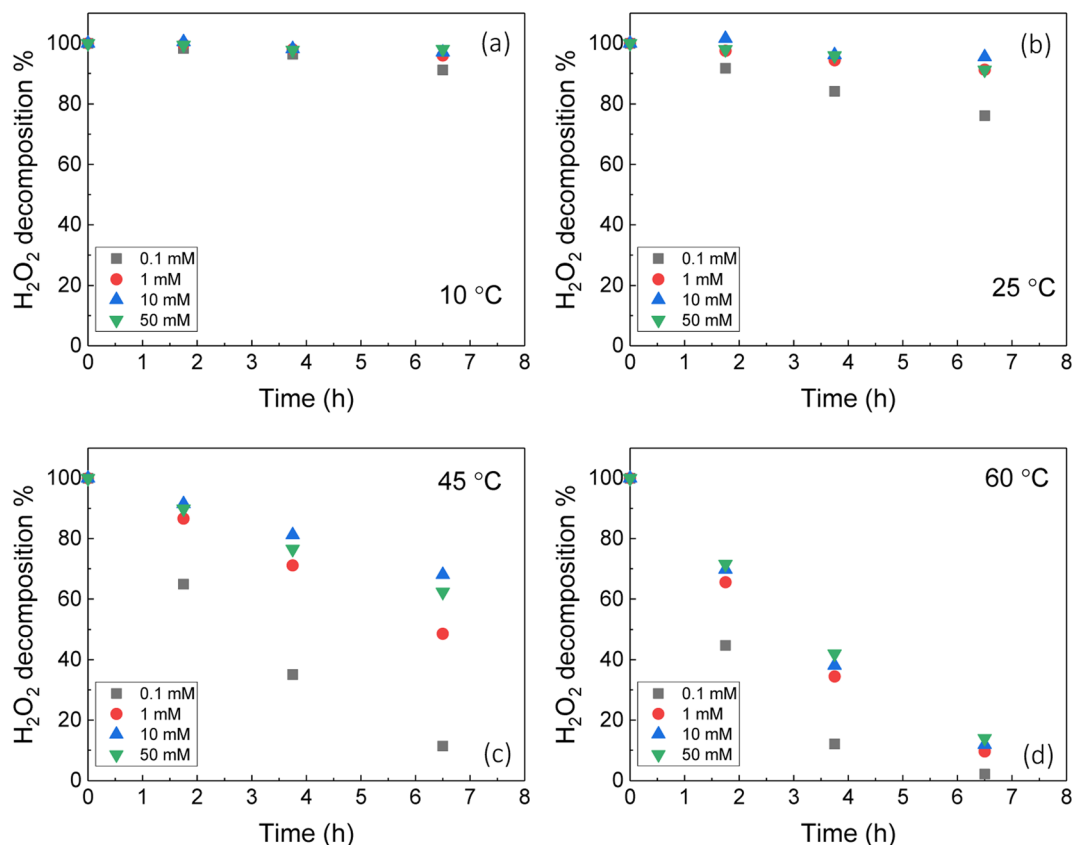 (a)
H₂O₂ decomposition %
100
80
60
40
20
0
0.1 mM
1 mM
10 mM
50 mM
10 °C
0 1 2 3 4 5 6 7 8
Time (h)
(b)
H₂O₂ decomposition %
100
80
60
40
20
0
0.1 mM
1 mM
10 mM
50 mM
25 °C
0 1 2 3 4 5 6 7 8
Time (h)
45 °C
H₂O₂ decomposition %
100
80
60
40
20
0
0.1 mM
1 mM
10 mM
50 mM
(c)
0 1 2 3 4 5 6 7 8
Time (h)
60 °C
H₂O₂ decomposition %
100
80
60
40
20
0
0.1 mM
1 mM
10 mM
50 mM
(d)
0 1 2 3 4 5 6 7 8
Time (h)